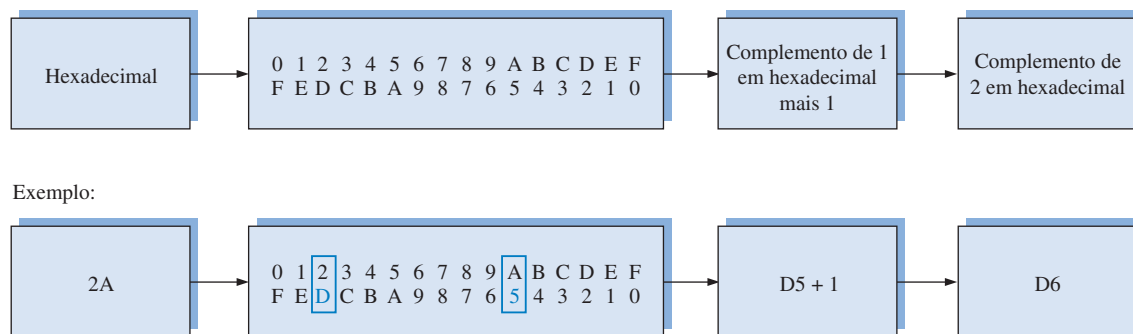 Hexadecimal
0 1 2 3 4 5 6 7 8 9 A B C D E F
F E D C B A 9 8 7 6 5 4 3 2 1 0
Complemento de 1
em hexadecimal
mais 1
Complemento de
2 em hexadecimal
Exemplo:
2A
0 1 2 3 4 5 6 7 8 9 A B C D E F
F E D C B A 9 8 7 6 5 4 3 2 1 0
D5 + 1
D6